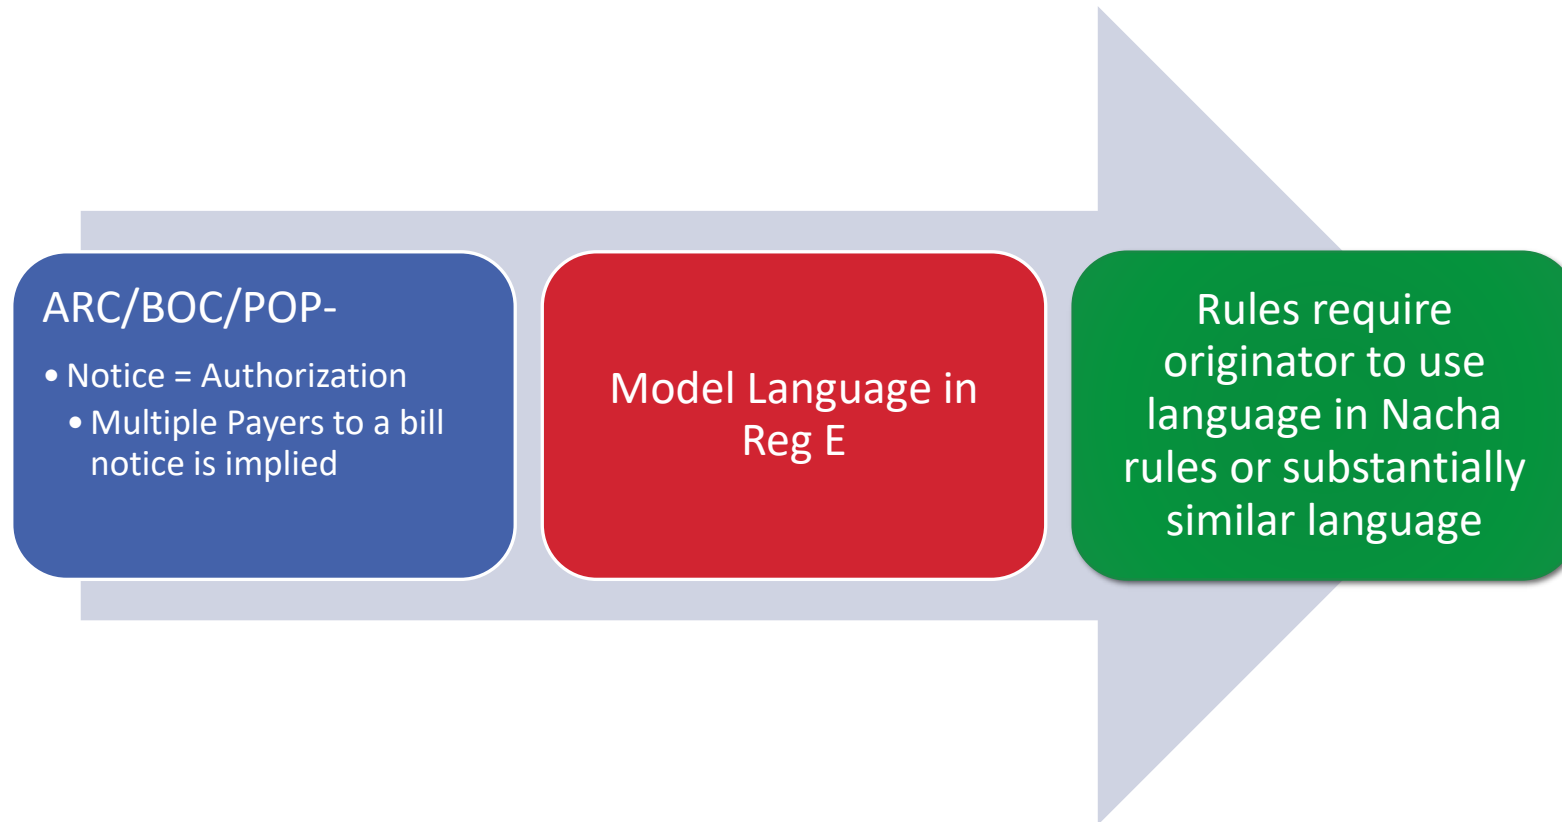 ARC/BOC/POP-
• Notice = Authorization
• Multiple Payers to a bill
notice is implied
Model Language in
Reg E
Rules require
originator to use
language in Nacha
rules or substantially
similar language